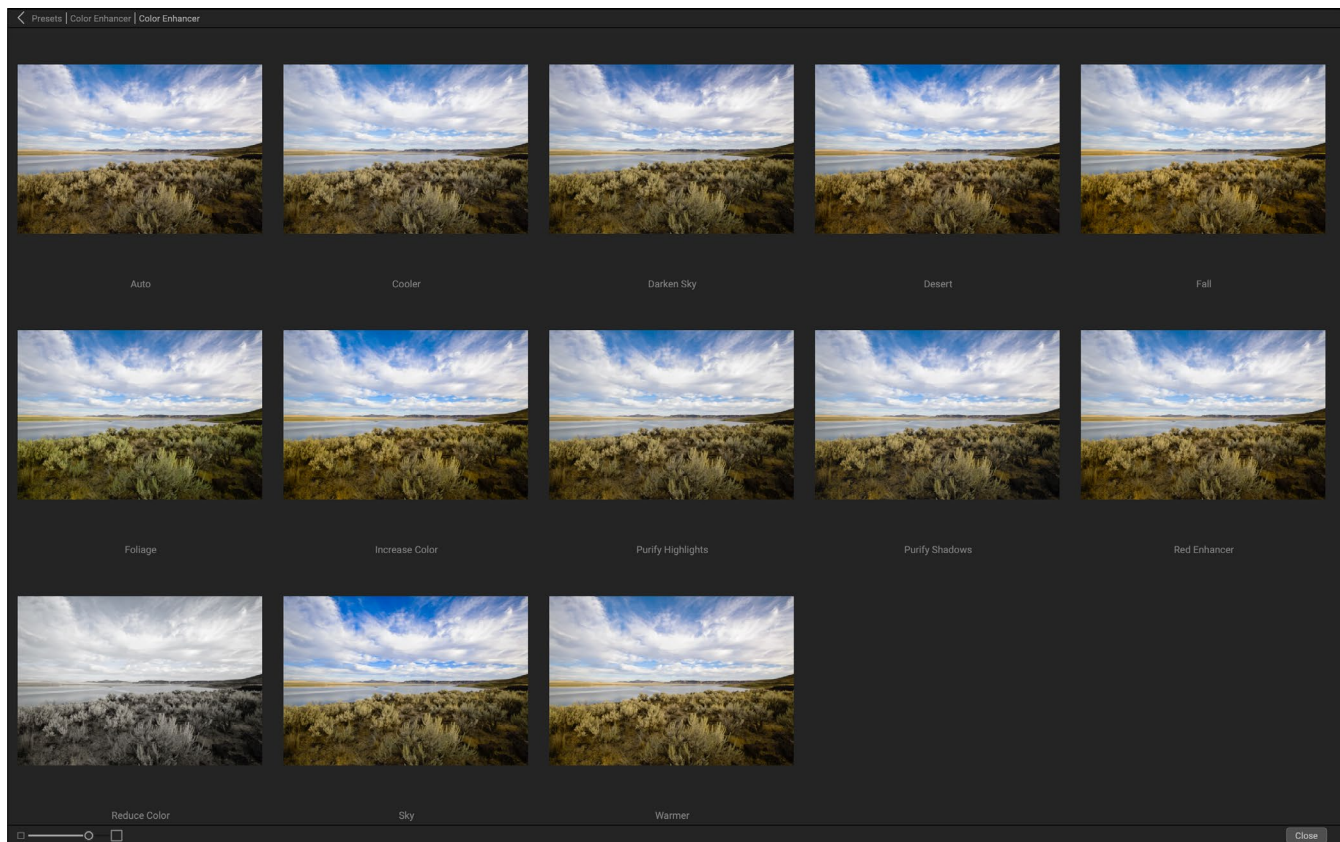 Presets | Color Enhancer | Color Enhancer
Auto
Cooler
Darken Sky
Desert
Fall
Foliage
Increase Color
Purify Highlights
Purify Shadows
Red Enhancer
Reduce Color
Sky
Warmer
Close